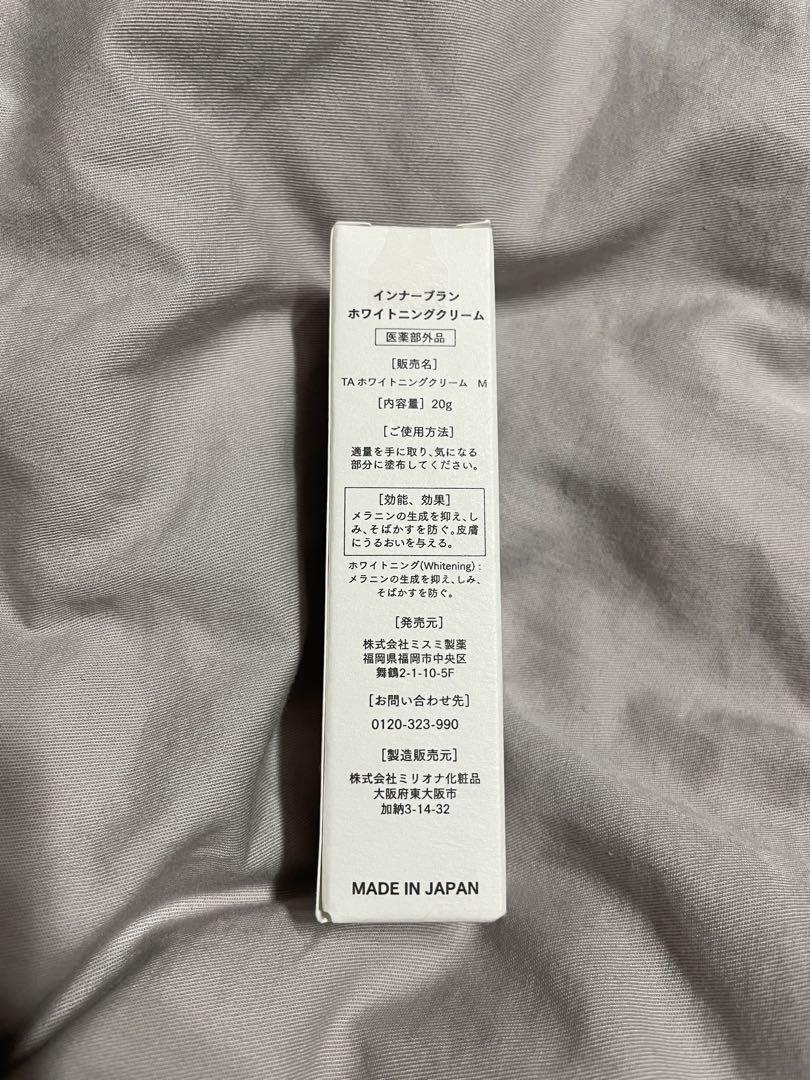 インナーブラン
ホワイトニングクリーム
医薬部外品
［販売名］
TAホワイトニングクリーム　M
［内容量］20g
［ご使用方法］
適量を手に取り、気になる
部分に塗布してください。
［効能、効果］
メラニンの生成を抑え、し
み、そばかすを防ぐ。皮膚
にうるおいを与える。
ホワイトニング(Whitening)：
メラニンの生成を抑え、しみ、
そばかすを防ぐ。
［発売元］
株式会社ミスミ製薬
福岡県福岡市中央区
舞鶴2-1-10-5F
［お問い合わせ先］
0120-323-990
［製造販売元］
株式会社ミリオナ化粧品
大阪府東大阪市
加納3-14-32
MADE IN JAPAN